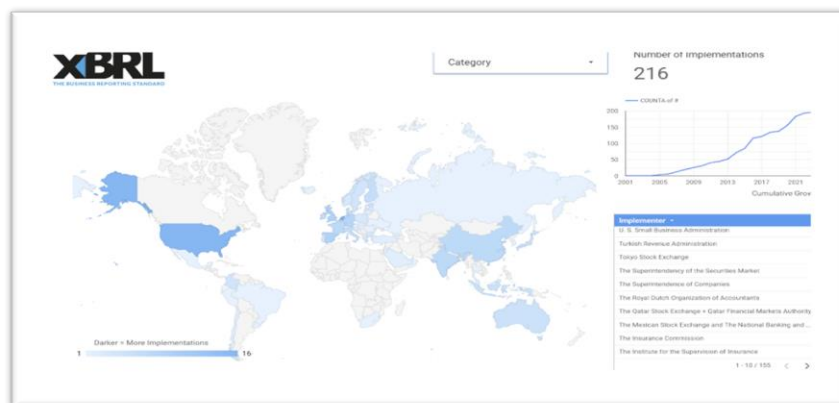 XBRL
THE BUSINESS REPORTING STANDARD
Category
Number of Implementations
216
COUNTA of #
200
150
100
50
0
2001 2005 2009 2013 2017 2021
Cumulative Grow
Implementer
U. S. Small Business Administration
Turkish Revenue Administration
Tokyo Stock Exchange
The Superintendency of the Securities Market
The Superintendence of Companies
The Royal Dutch Organization of Accountants
The Qatar Stock Exchange + Qatar Financial Markets Authority
The Mexican Stock Exchange and The National Banking and ...
The Insurance Commission
The Institute for the Supervision of Insurance
1 - 10 / 155
Darker = More Implementations
1 16